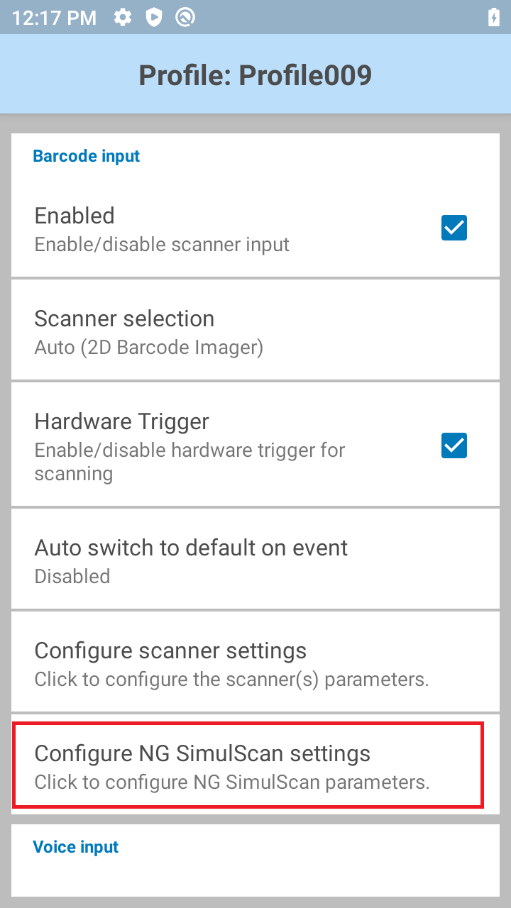 12:17 PM
Profile: Profile009
Barcode input
Enabled
Enable/disable scanner input
Scanner selection
Auto (2D Barcode Imager)
Hardware Trigger
Enable/disable hardware trigger for
scanning
Auto switch to default on event
Disabled
Configure scanner settings
Click to configure the scanner(s) parameters.
Configure NG SimulScan settings
Click to configure NG SimulScan parameters.
Voice input